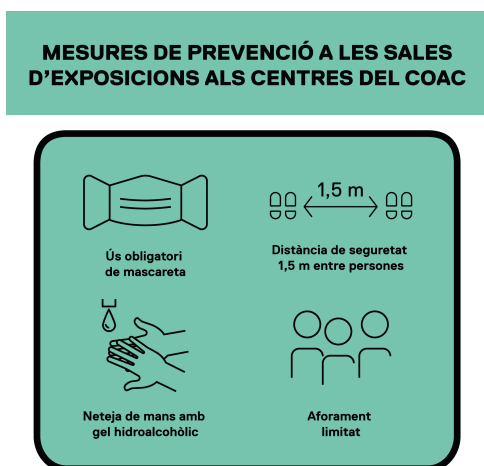 MESURES DE PREVENCIÓ A LES SALES
D'EXPOSICIONS ALS CENTRES DEL COAC
Ús obligatori
de mascareta
1,5 m
Distància de seguretat
1,5 m entre persones
Neteja de mans amb
gel hidroalcohòlic
Aforament
limitat